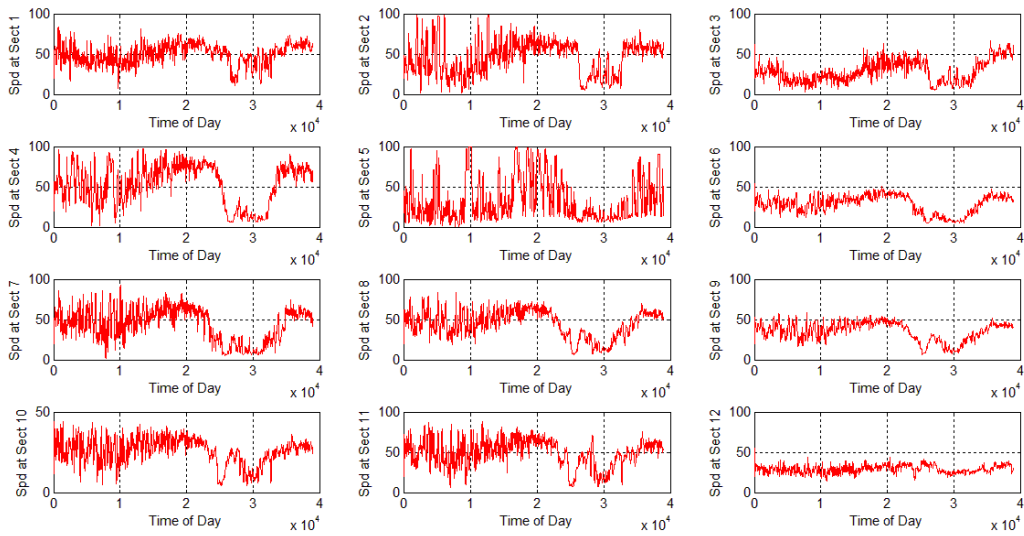 Spd at Sect 1
100
50
0
0 1 2 3 4
Time of Day
x 10^4
Spd at Sect 2
100
50
0
0 1 2 3 4
Time of Day
x 10^4
Spd at Sect 3
100
50
0
0 1 2 3 4
Time of Day
x 10^4
Spd at Sect 4
100
50
0
0 1 2 3 4
Time of Day
x 10^4
Spd at Sect 5
100
50
0
0 1 2 3 4
Time of Day
x 10^4
Spd at Sect 6
100
50
0
0 1 2 3 4
Time of Day
x 10^4
Spd at Sect 7
100
50
0
0 1 2 3 4
Time of Day
x 10^4
Spd at Sect 8
100
50
0
0 1 2 3 4
Time of Day
x 10^4
Spd at Sect 9
100
50
0
0 1 2 3 4
Time of Day
x 10^4
Spd at Sect 10
50
0
0 1 2 3 4
Time of Day
x 10^4
Spd at Sect 11
100
50
0
0 1 2 3 4
Time of Day
x 10^4
Spd at Sect 12
100
50
0
0 1 2 3 4
Time of Day
x 10^4